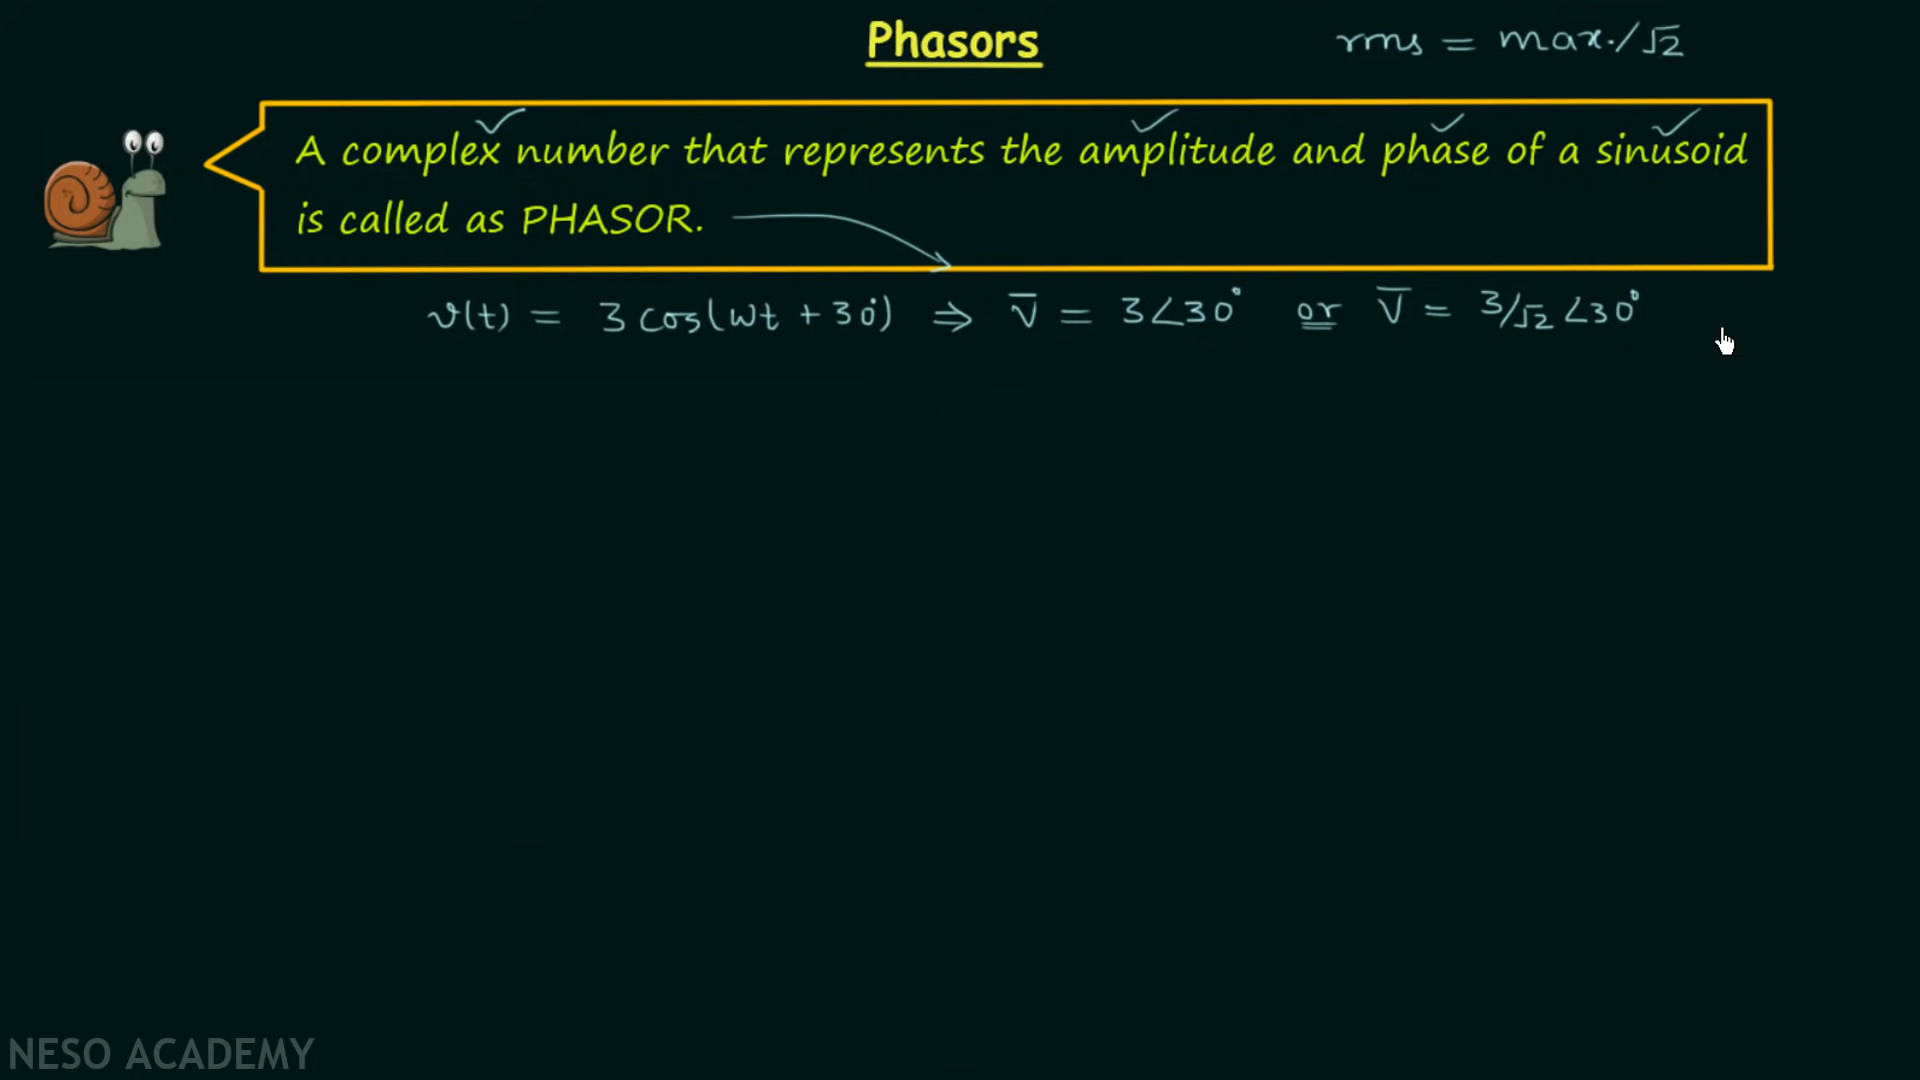 Phasors
rms = max./√2
A complex number that represents the amplitude and phase of a sinusoid
is called as PHASOR.
v(t) = 3 cos(ωt + 30°) ⇒ V̅ = 3∠30° or V̅ = 3/√2 ∠30°
NESO ACADEMY